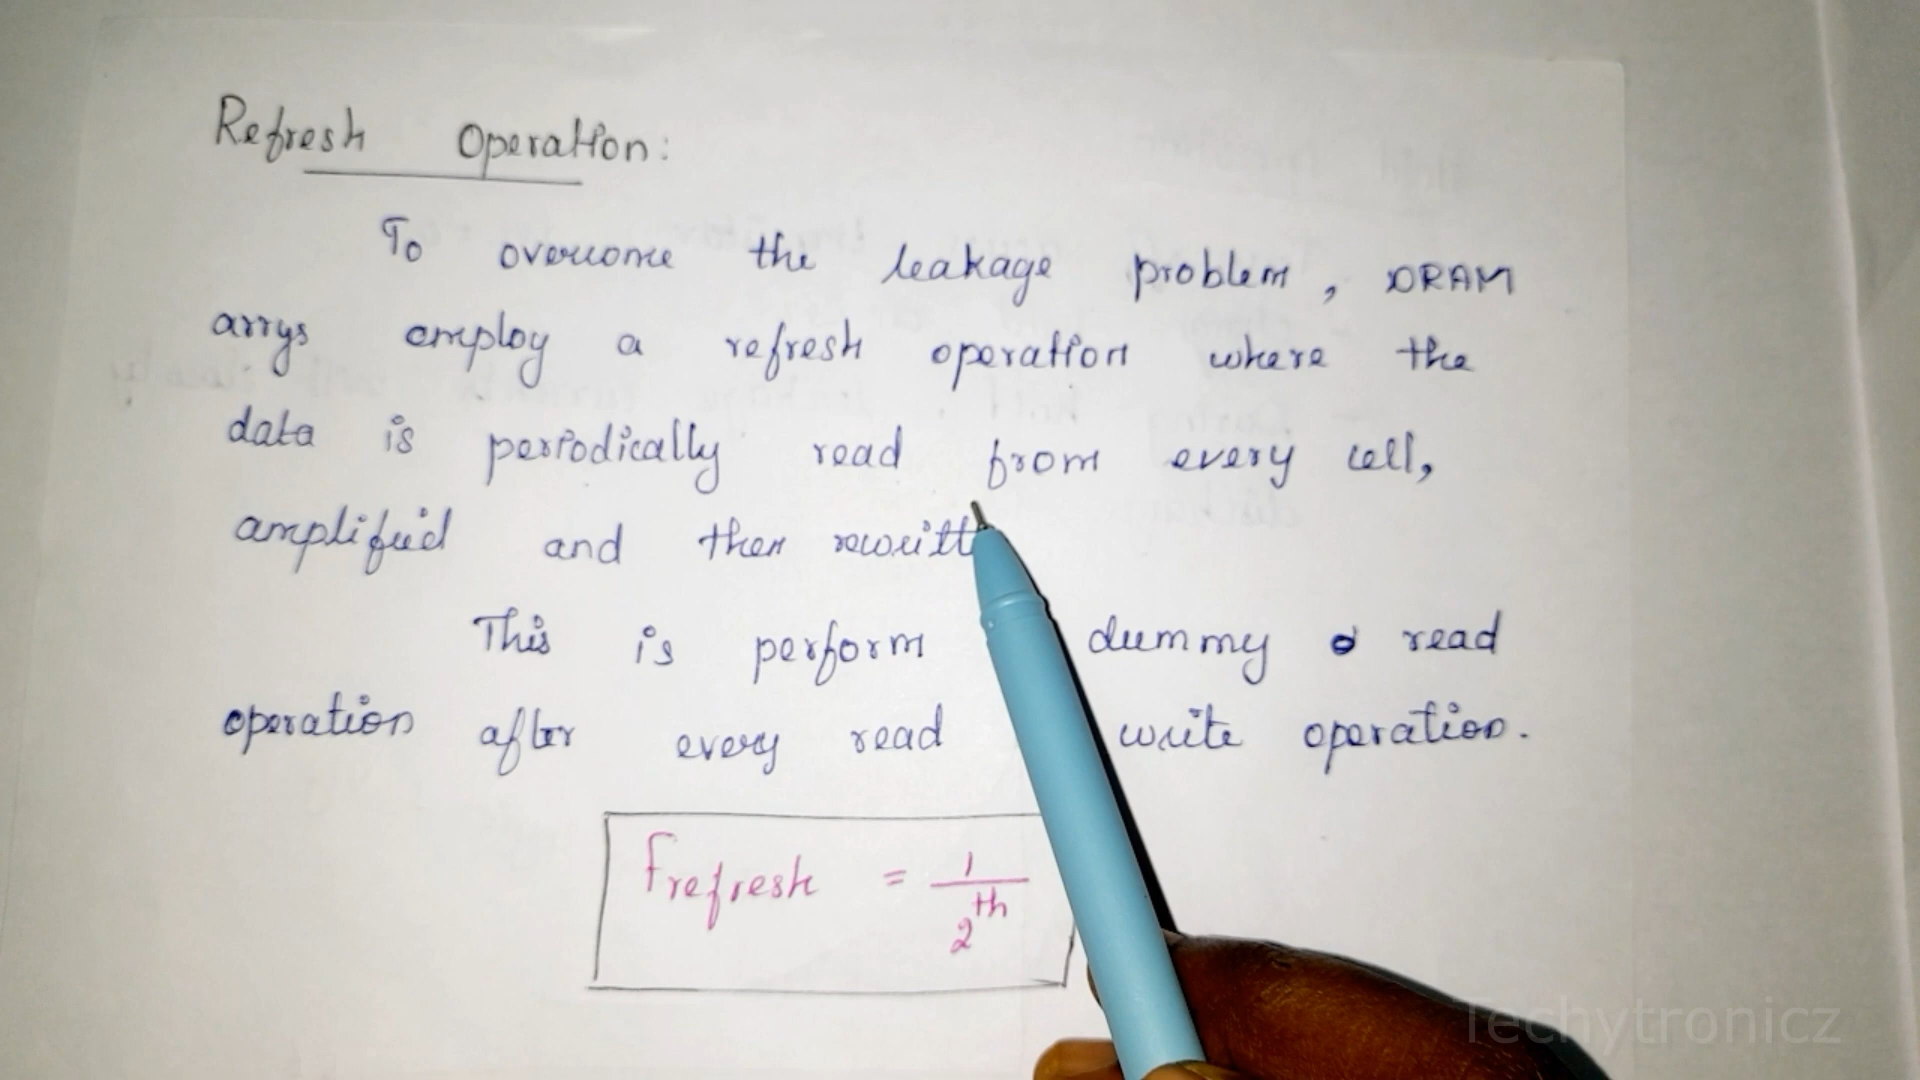 Refresh Operation:
To overcome the leakage problem, DRAM
arrys employ a refresh operation where the
data is periodically read from every cell,
amplified and then rewritt
This is perform dummy read
operation after every read write operation.
Frefresh = 1/2^th
Techytronicz